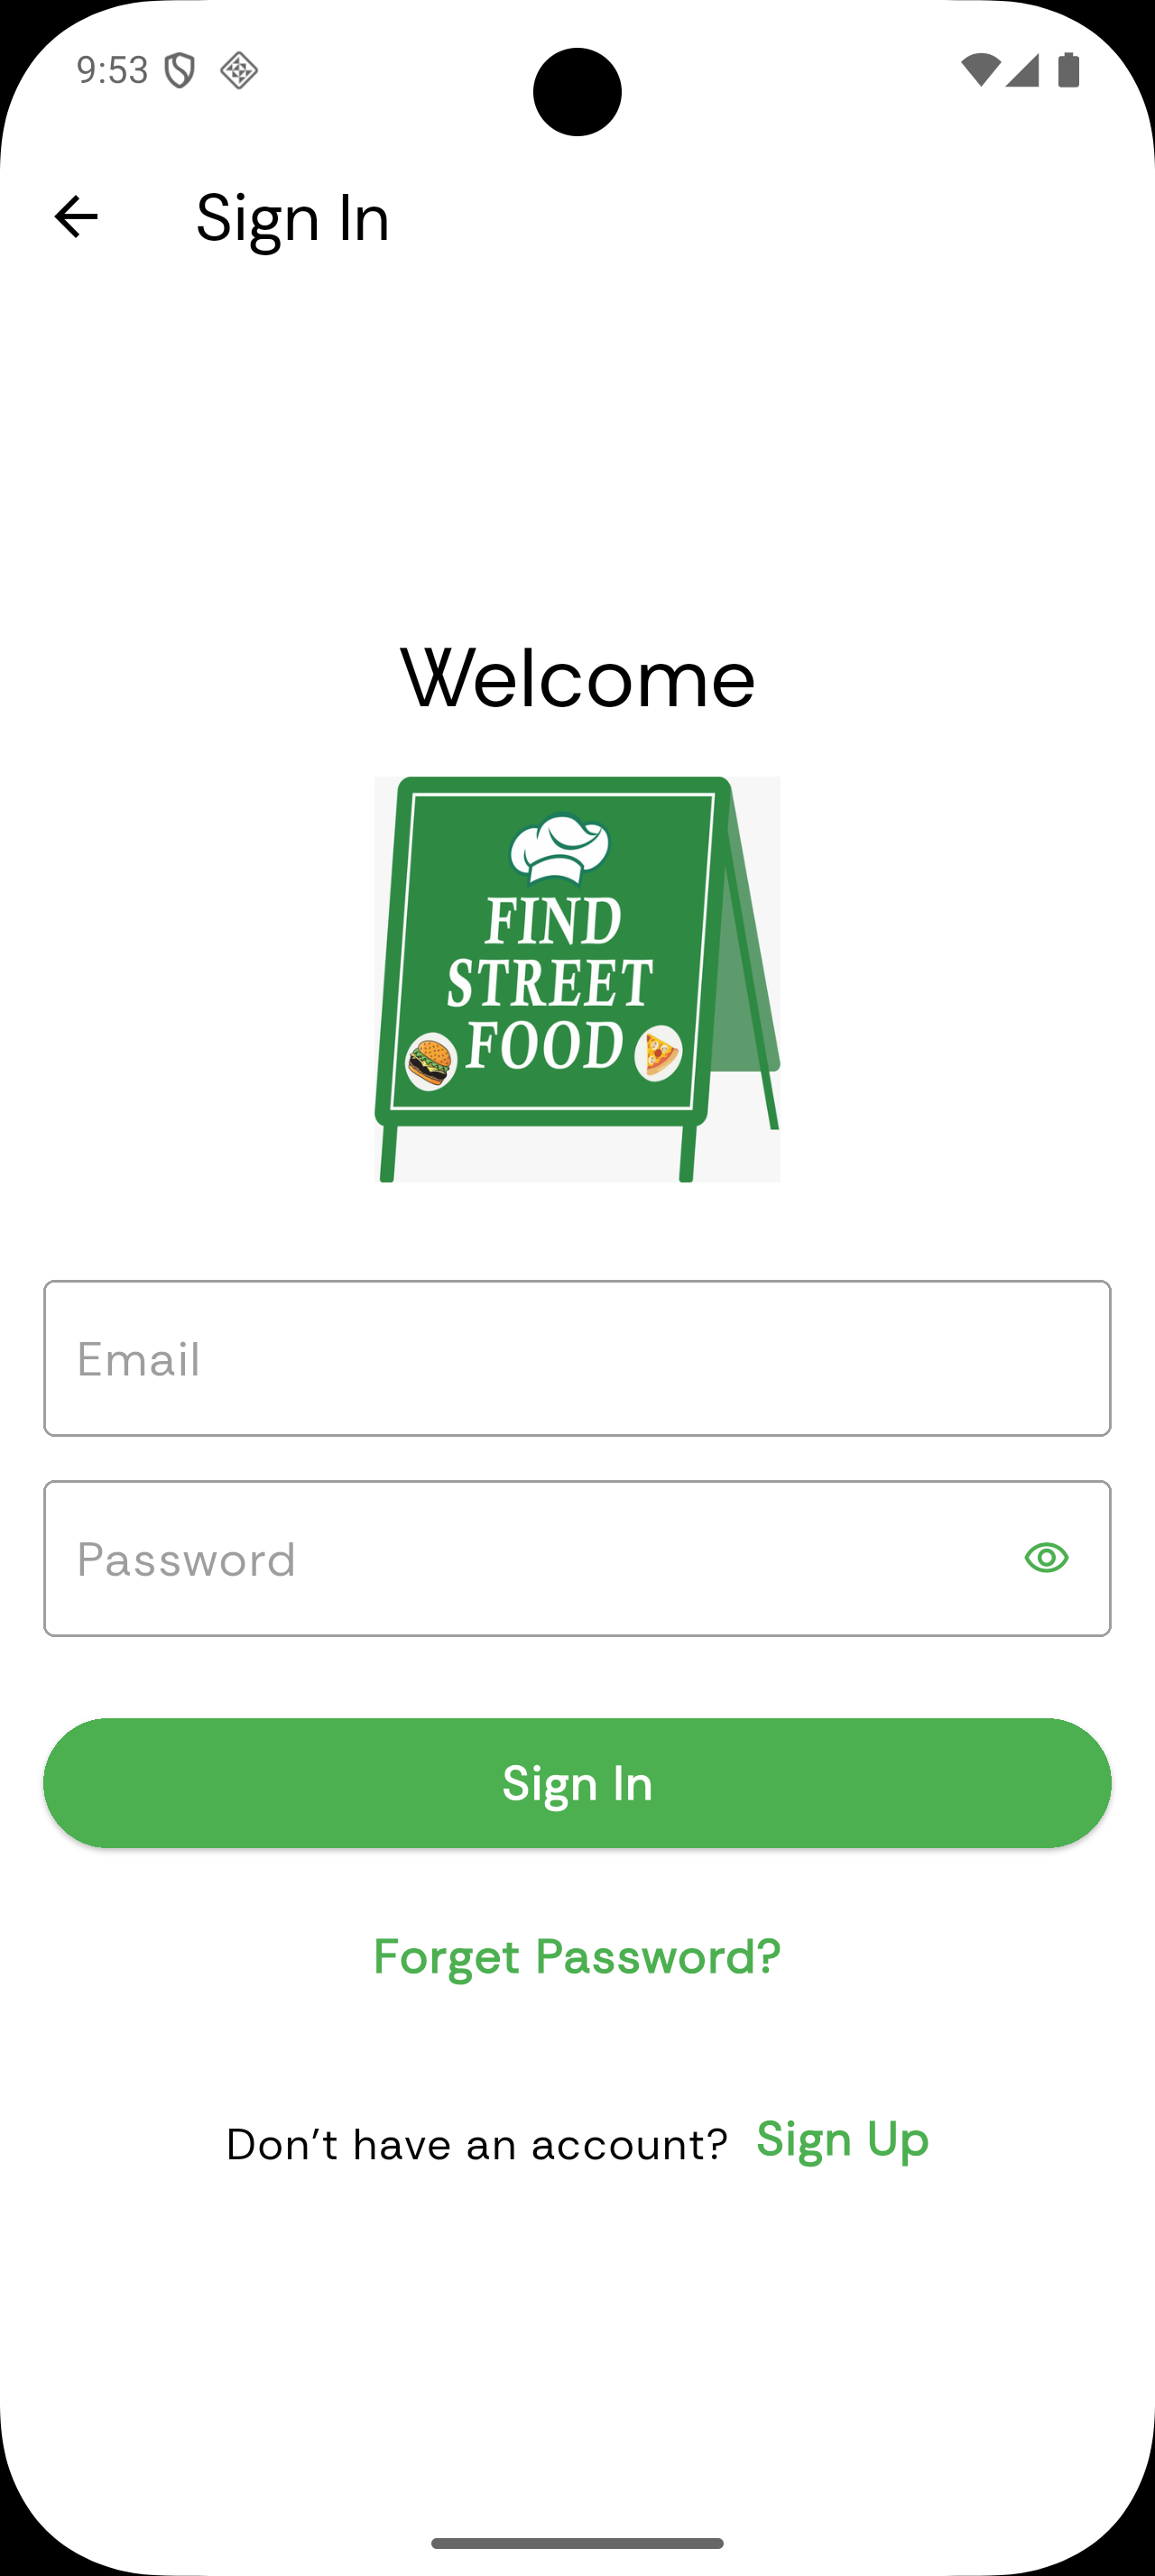 9:53
Sign In
Welcome
FIND
STREET
FOOD
Email
Password
Sign In
Forget Password?
Don't have an account? Sign Up